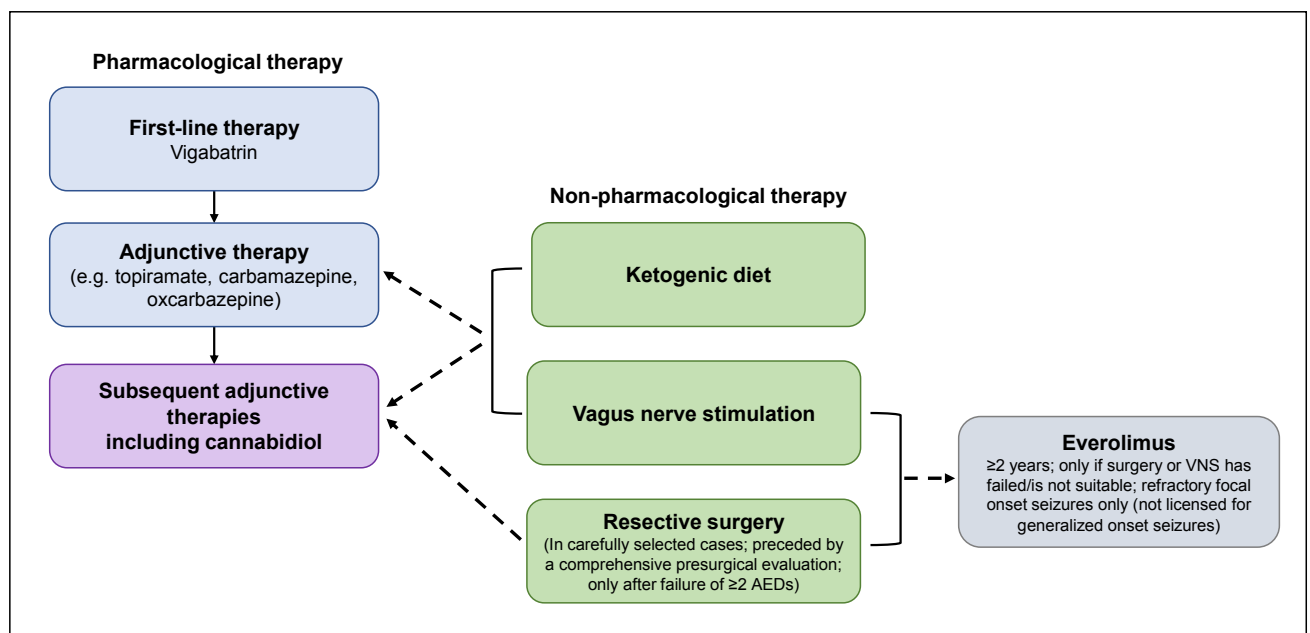 Pharmacological therapy
First-line therapy
Vigabatrin
Adjunctive therapy
(e.g. topiramate, carbamazepine,
oxcarbazepine)
Subsequent adjunctive
therapies
including cannabidiol
Non-pharmacological therapy
Ketogenic diet
Vagus nerve stimulation
Resective surgery
(In carefully selected cases; preceded by
a comprehensive presurgical evaluation;
only after failure of ≥2 AEDs)
Everolimus
≥2 years; only if surgery or VNS has
failed/is not suitable; refractory focal
onset seizures only (not licensed for
generalized onset seizures)